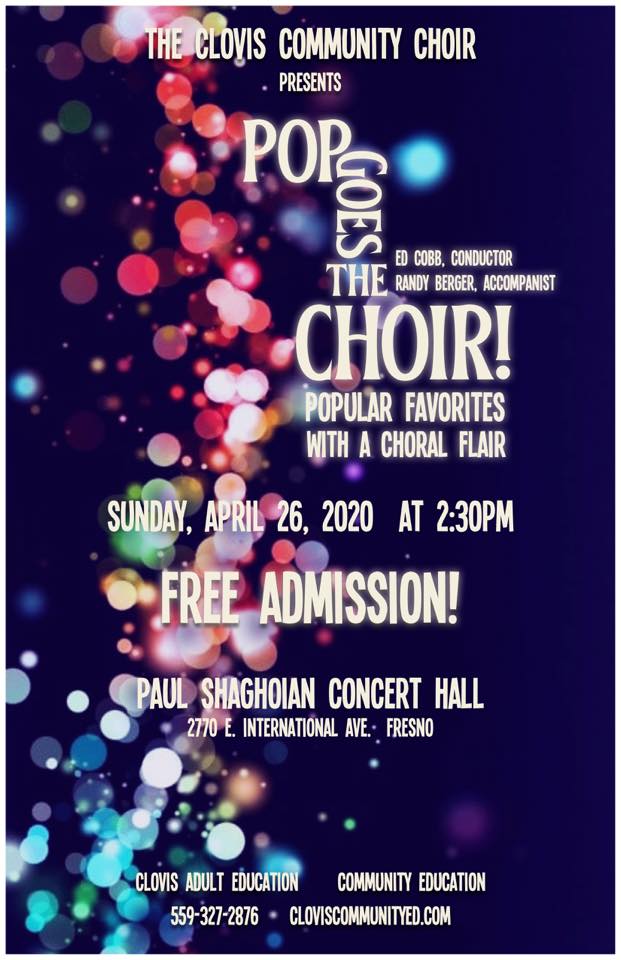 THE CLOVIS COMMUNITY CHOIR
PRESENTS
POP
GOES
THE
CHOIR!
ED COBB, CONDUCTOR
RANDY BERGER, ACCOMPANIST
POPULAR FAVORITES
WITH A CHORAL FLAIR
SUNDAY, APRIL 26, 2020 AT 2:30PM
FREE ADMISSION!
PAUL SHAGHOIAN CONCERT HALL
2770 E. INTERNATIONAL AVE. FRESNO
CLOVIS ADULT EDUCATION COMMUNITY EDUCATION
559-327-2876 • CLOVISCOMMUNITYED.COM